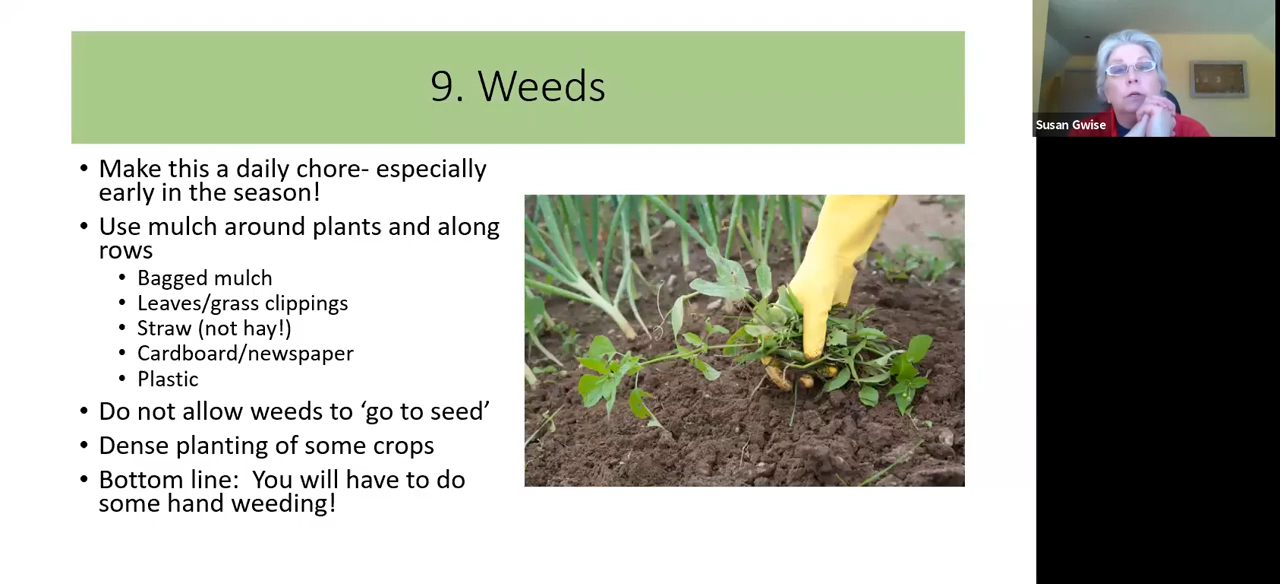 9. Weeds
Susan Gwise
• Make this a daily chore- especially
early in the season!
• Use mulch around plants and along
rows
• Bagged mulch
• Leaves/grass clippings
• Straw (not hay!)
• Cardboard/newspaper
• Plastic
• Do not allow weeds to ‘go to seed’
• Dense planting of some crops
• Bottom line:  You will have to do
some hand weeding!